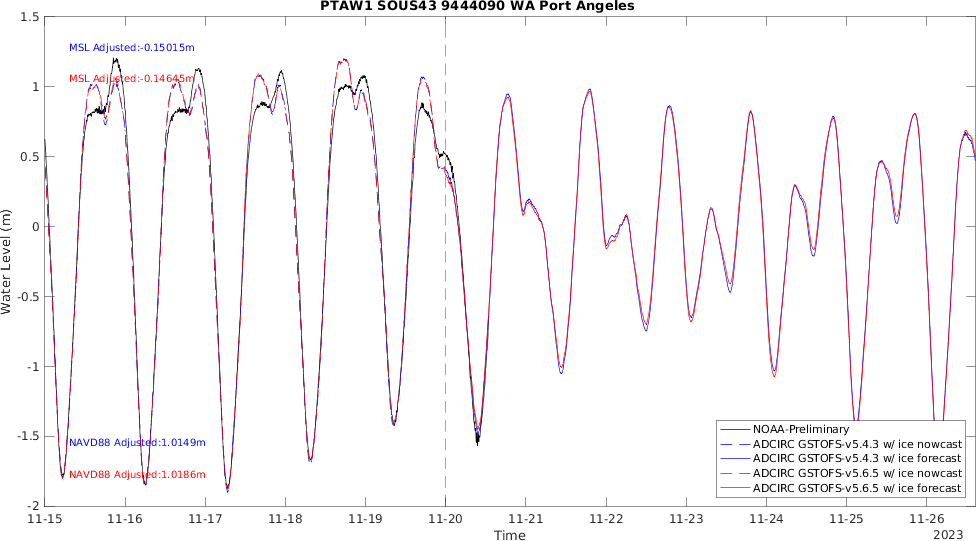 PTAW1 SOUS43 9444090 WA Port Angeles
1.5
MSL Adjusted:-0.15015m
1
MSL Adjusted:-0.14645m
0.5
0
-0.5
-1
-1.5
-2
Water Level (m)
NAVD88 Adjusted:1.0149m
NAVD88 Adjusted:1.0186m
NOAA-Preliminary
ADCIRC GSTOFS-v5.4.3 w/ ice nowcast
ADCIRC GSTOFS-v5.4.3 w/ ice forecast
ADCIRC GSTOFS-v5.6.5 w/ ice nowcast
ADCIRC GSTOFS-v5.6.5 w/ ice forecast
11-15 11-16 11-17 11-18 11-19 11-20 11-21 11-22 11-23 11-24 11-25 11-26
2023
Time